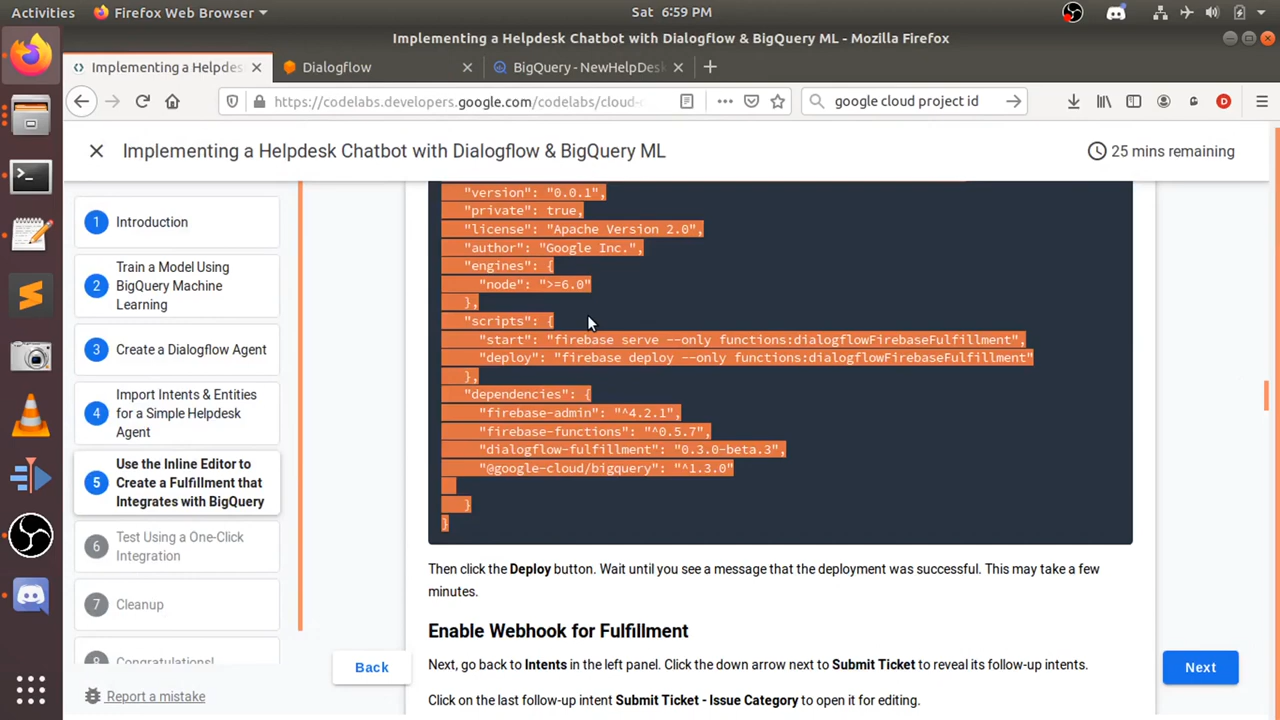 Activities
Firefox Web Browser
Sat 6:59 PM
Implementing a Helpdesk Chatbot with Dialogflow & BigQuery ML - Mozilla Firefox
Implementing a Helpdes
Dialogflow
BigQuery - NewHelpDesk
https://codelabs.developers.google.com/codelabs/cloud-
google cloud project id
Implementing a Helpdesk Chatbot with Dialogflow & BigQuery ML
25 mins remaining
1 Introduction
2 Train a Model Using
BigQuery Machine
Learning
3 Create a Dialogflow Agent
4 Import Intents & Entities
for a Simple Helpdesk
Agent
5 Use the Inline Editor to
Create a Fulfillment that
Integrates with BigQuery
6 Test Using a One-Click
Integration
7 Cleanup
8 Congratulations!
Report a mistake
"version": "0.0.1",
"private": true,
"license": "Apache Version 2.0",
"author": "Google Inc.",
"engines": {
"node": ">=6.0"
},
"scripts": {
"start": "firebase serve --only functions:dialogflowFirebaseFulfillment",
"deploy": "firebase deploy --only functions:dialogflowFirebaseFulfillment"
},
"dependencies": {
"firebase-admin": "^4.2.1",
"firebase-functions": "^0.5.7",
"dialogflow-fulfillment": "0.3.0-beta.3",
"@google-cloud/bigquery": "^1.3.0"
}
}
Then click the Deploy button. Wait until you see a message that the deployment was successful. This may take a few
minutes.
Enable Webhook for Fulfillment
Next, go back to Intents in the left panel. Click the down arrow next to Submit Ticket to reveal its follow-up intents.
Click on the last follow-up intent Submit Ticket - Issue Category to open it for editing.
Back
Next